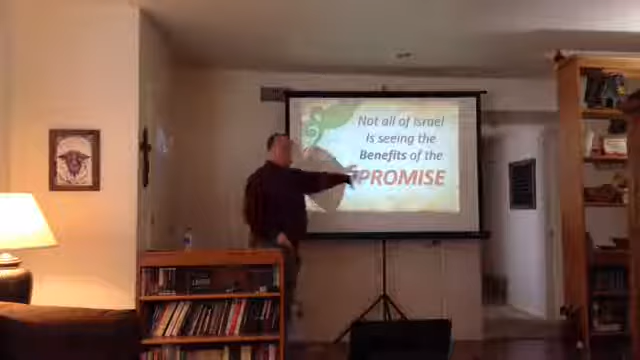 Not all of Israel
Is seeing the
Benefits of the
PROMISE